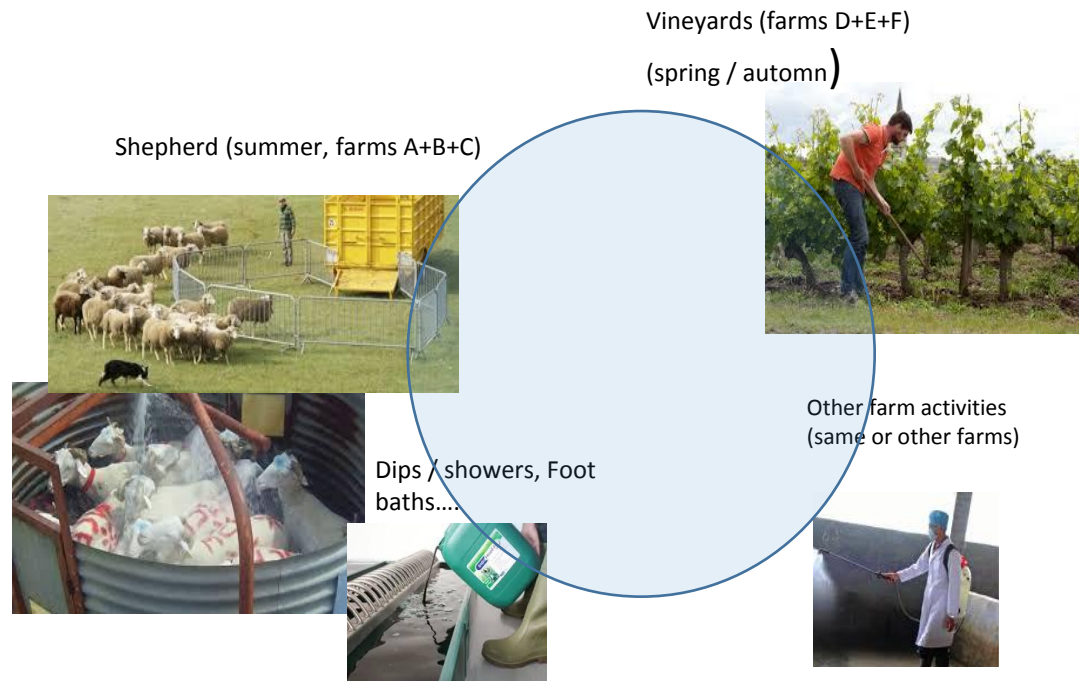 Vineyards (farms D+E+F)
(spring / automn)
Shepherd (summer, farms A+B+C)
Other farm activities
(same or other farms)
Dips / showers, Foot
baths....